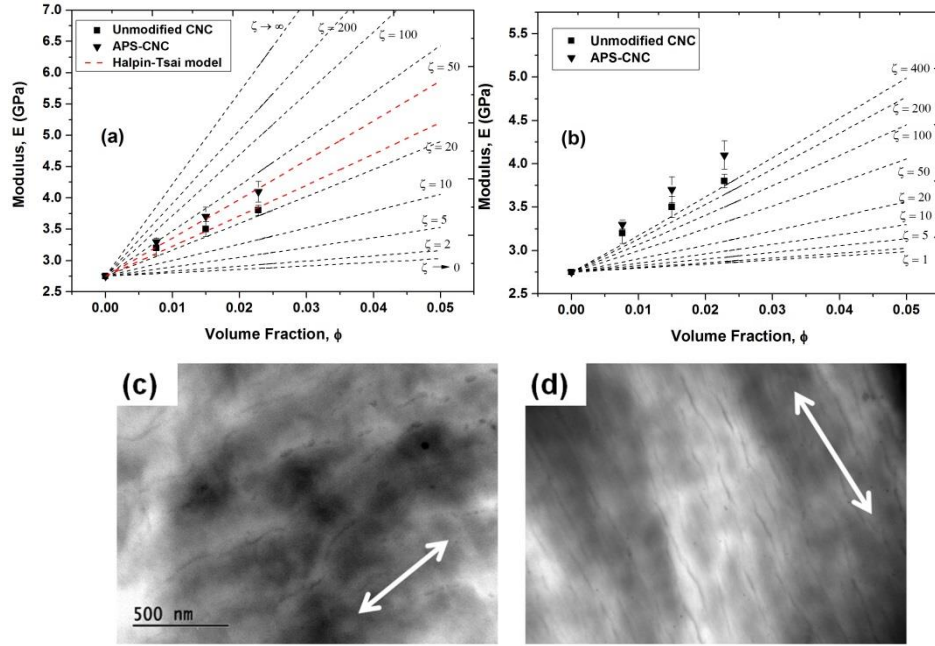 7.0
6.5
6.0
5.5
5.0
4.5
4.0
3.5
3.0
2.5
Modulus, E (GPa)
Unmodified CNC
APS-CNC
Halpin-Tsai model
(a)
ζ → ∞
ζ = 200
ζ = 100
ζ = 50
ζ = 20
ζ = 10
ζ = 5
ζ = 2
ζ → 0
0.00 0.01 0.02 0.03 0.04 0.05
Volume Fraction, ϕ
5.5
5.0
4.5
4.0
3.5
3.0
2.5
Modulus, E (GPa)
Unmodified CNC
APS-CNC
(b)
ζ = 400
ζ = 200
ζ = 100
ζ = 50
ζ = 20
ζ = 10
ζ = 5
ζ = 1
0.00 0.01 0.02 0.03 0.04 0.05
Volume Fraction, ϕ
(c)
500 nm
(d)